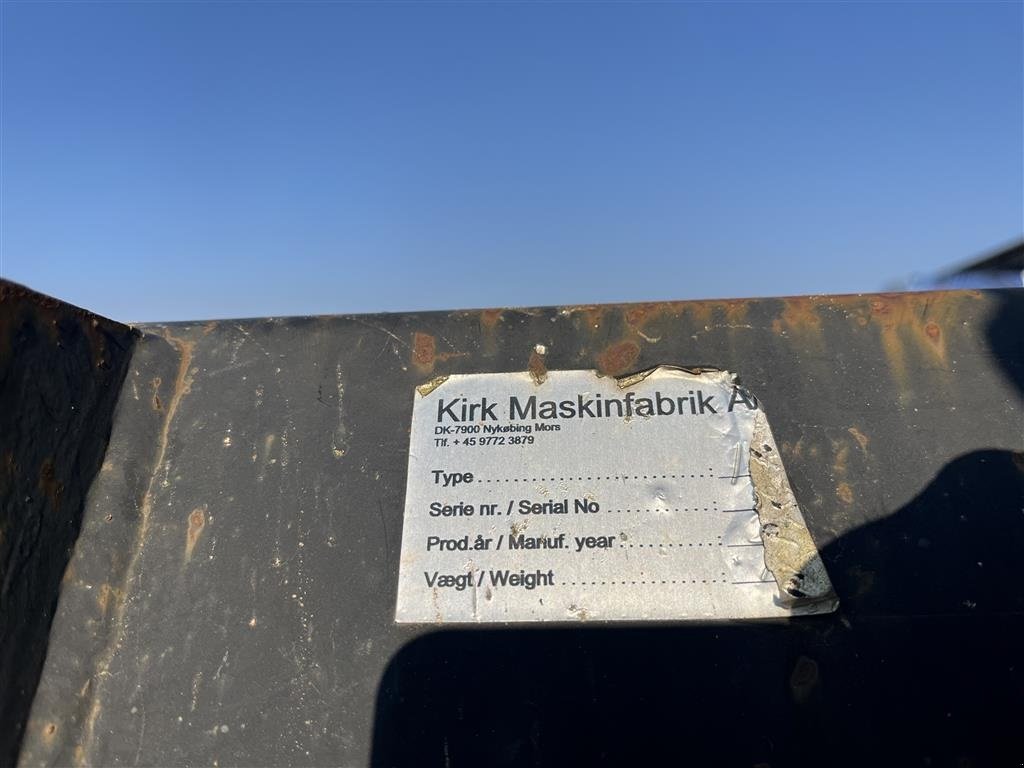 Kirk Maskinfabrik A
DK-7900 Nykøbing Mors
Tlf. + 45 9772 3879
Type ................................ :
Serie nr. / Serial No ................ :
Prod.år / Manuf. year ............... :
Vægt / Weight ........................ :